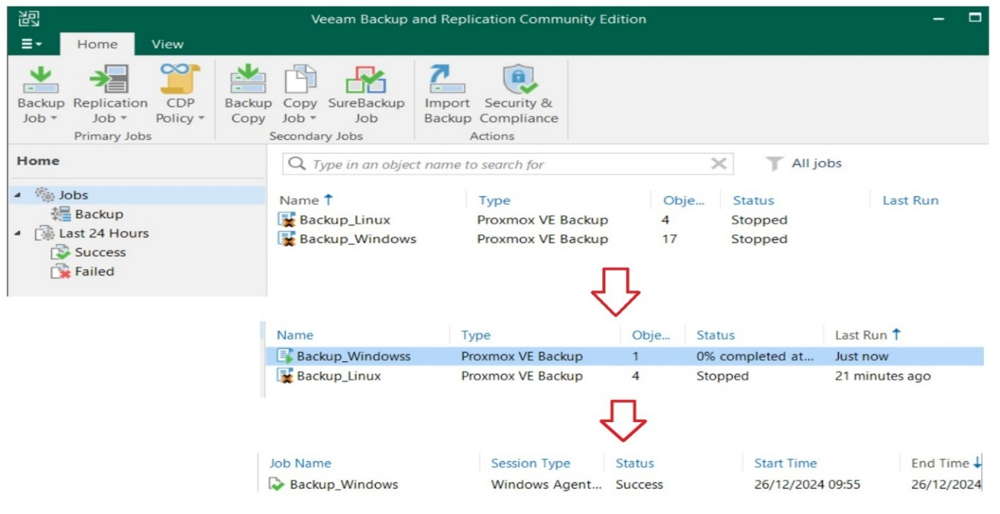 Veeam Backup and Replication Community Edition
Home View
Backup Job Replication Job CDP Policy Backup Copy Copy Job SureBackup Job Import Backup Security & Compliance
Primary Jobs Secondary Jobs Actions
Home
Type in an object name to search for All jobs
Jobs
Backup
Last 24 Hours
Success
Failed
Name Type Obje... Status Last Run
Backup_Linux Proxmox VE Backup 4 Stopped
Backup_Windows Proxmox VE Backup 17 Stopped
Name Type Obje... Status Last Run
Backup_Windowss Proxmox VE Backup 1 0% completed at... Just now
Backup_Linux Proxmox VE Backup 4 Stopped 21 minutes ago
Job Name Session Type Status Start Time End Time
Backup_Windows Windows Agent... Success 26/12/2024 09:55 26/12/2024